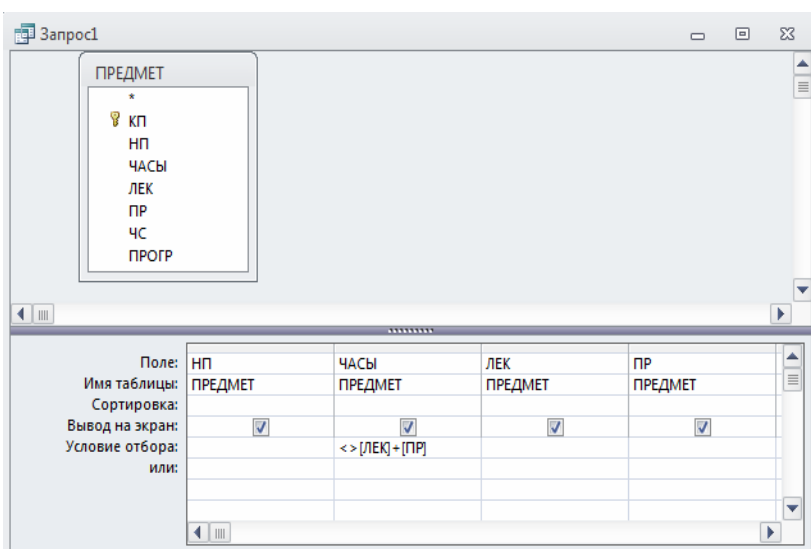 Запрос1
ПРЕДМЕТ
*
КП
НП
ЧАСЫ
ЛЕК
ПР
ЧС
ПРОГР
Поле: НП ЧАСЫ ЛЕК ПР
Имя таблицы: ПРЕДМЕТ ПРЕДМЕТ ПРЕДМЕТ ПРЕДМЕТ
Сортировка:
Вывод на экран:
Условие отбора: <>[ЛЕК]+[ПР]
или: